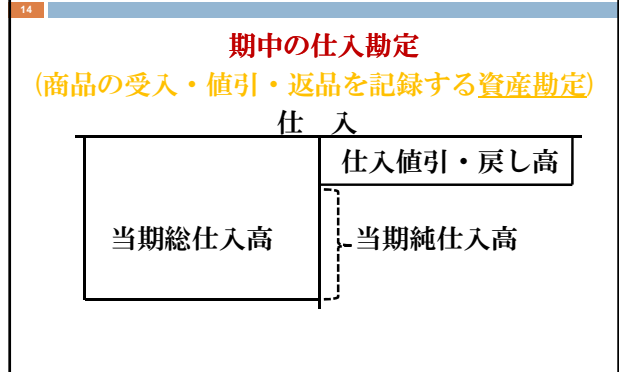 14
期中の仕入勘定
(商品の受入・値引・返品を記録する資産勘定)
仕　入
仕入値引・戻し高
当期総仕入高
当期純仕入高